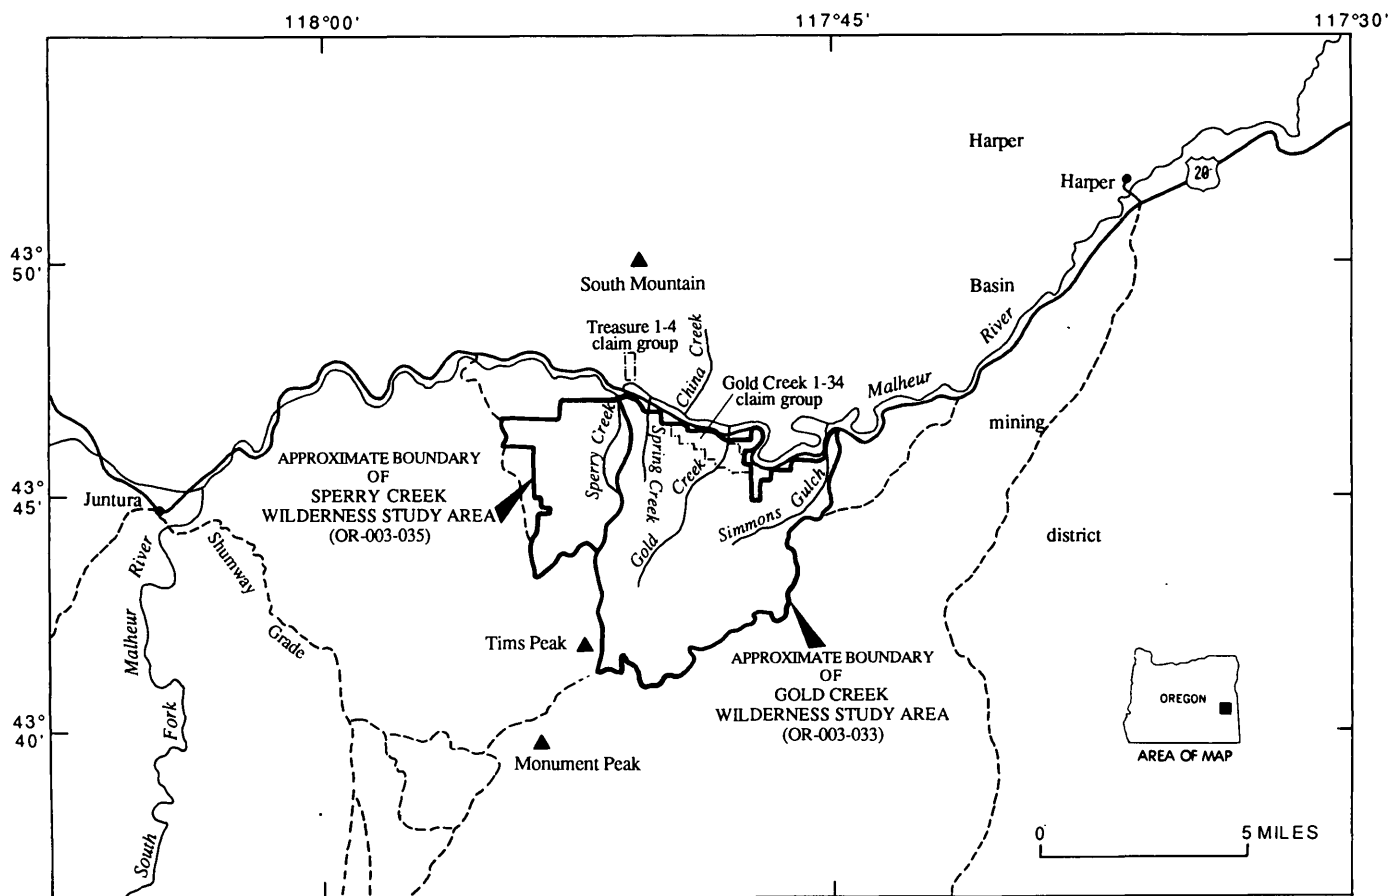 118°00'
117°45'
117°30'
Harper
Harper
20
43°
50'
South Mountain
Basin
River
Treasure 1-4
claim group
China Creek
Gold Creek 1-34
claim group
Malheur
mining
Sperry Creek
Spring Creek
Gold Creek
Simmons Gulch
APPROXIMATE BOUNDARY
OF
SPERRY CREEK
WILDERNESS STUDY AREA
(OR-003-035)
43°
45'
Juntura
River
Malheur
Fork
South
Shumway
Grade
district
Tims Peak
APPROXIMATE BOUNDARY
OF
GOLD CREEK
WILDERNESS STUDY AREA
(OR-003-033)
43°
40'
Monument Peak
OREGON
AREA OF MAP
0
5 MILES